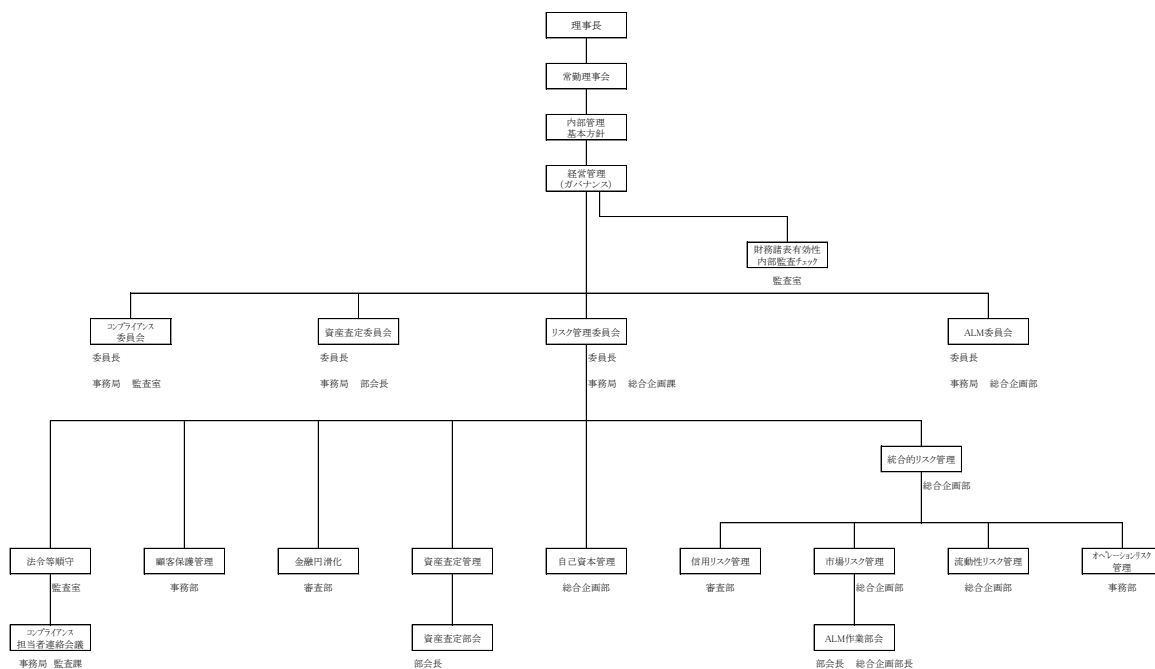 理事長
常勤理事会
内部管理
基本方針
経営管理
(ガバナンス)
財務諸表有効性
内部監査チェック
監査室
コンプライアンス
委員会
委員長
事務局 監査室
資産査定委員会
委員長
事務局 部会長
リスク管理委員会
委員長
事務局 総合企画課
ALM委員会
委員長
事務局 総合企画部
統合的リスク管理
総合企画部
法令等順守
監査室
顧客保護管理
事務部
金融円滑化
審査部
資産査定管理
自己資本管理
総合企画部
信用リスク管理
審査部
市場リスク管理
総合企画部
流動性リスク管理
総合企画部
オペレーションリスク
管理
事務部
コンプライアンス
担当者連絡会議
事務局 監査課
資産査定部会
部会長
ALM作業部会
部会長 総合企画部長